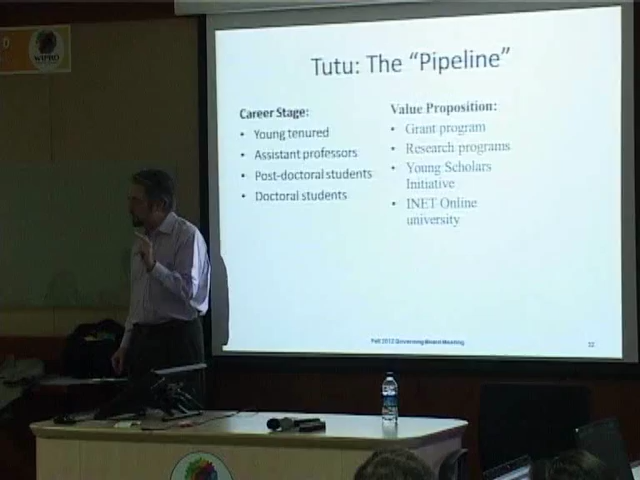 WIPRO
Tutu: The “Pipeline”
Career Stage:
• Young tenured
• Assistant professors
• Post-doctoral students
• Doctoral students
Value Proposition:
• Grant program
• Research programs
• Young Scholars
Initiative
• INET Online
university
Fall 2012 Governing Board Meeting